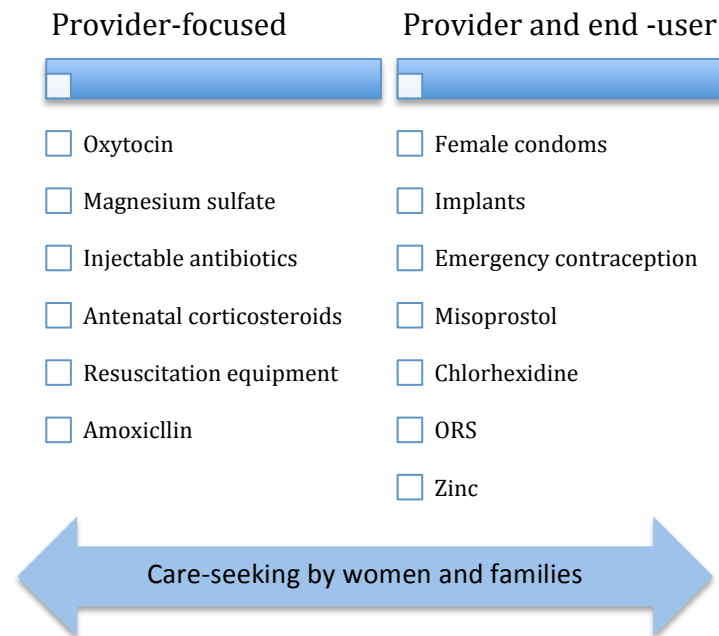 Provider-focused
Oxytocin
Magnesium sulfate
Injectable antibiotics
Antenatal corticosteroids
Resuscitation equipment
Amoxicllin
Provider and end -user
Female condoms
Implants
Emergency contraception
Misoprostol
Chlorhexidine
ORS
Zinc
Care-seeking by women and families